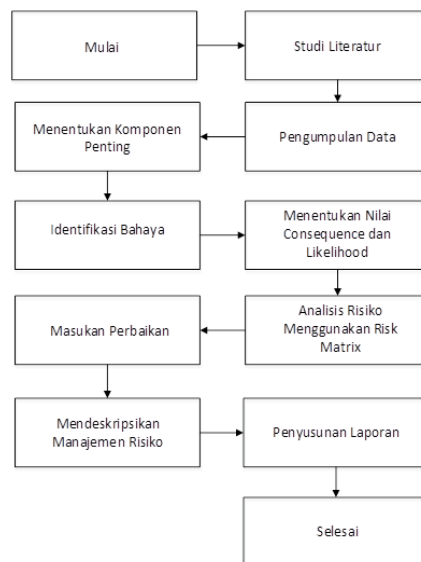 Mulai
Studi Literatur
Pengumpulan Data
Menentukan Komponen
Penting
Identifikasi Bahaya
Menentukan Nilai
Consequence dan
Likelihood
Analisis Risiko
Menggunakan Risk
Matrix
Masukan Perbaikan
Mendeskripsikan
Manajemen Risiko
Penyusunan Laporan
Selesai